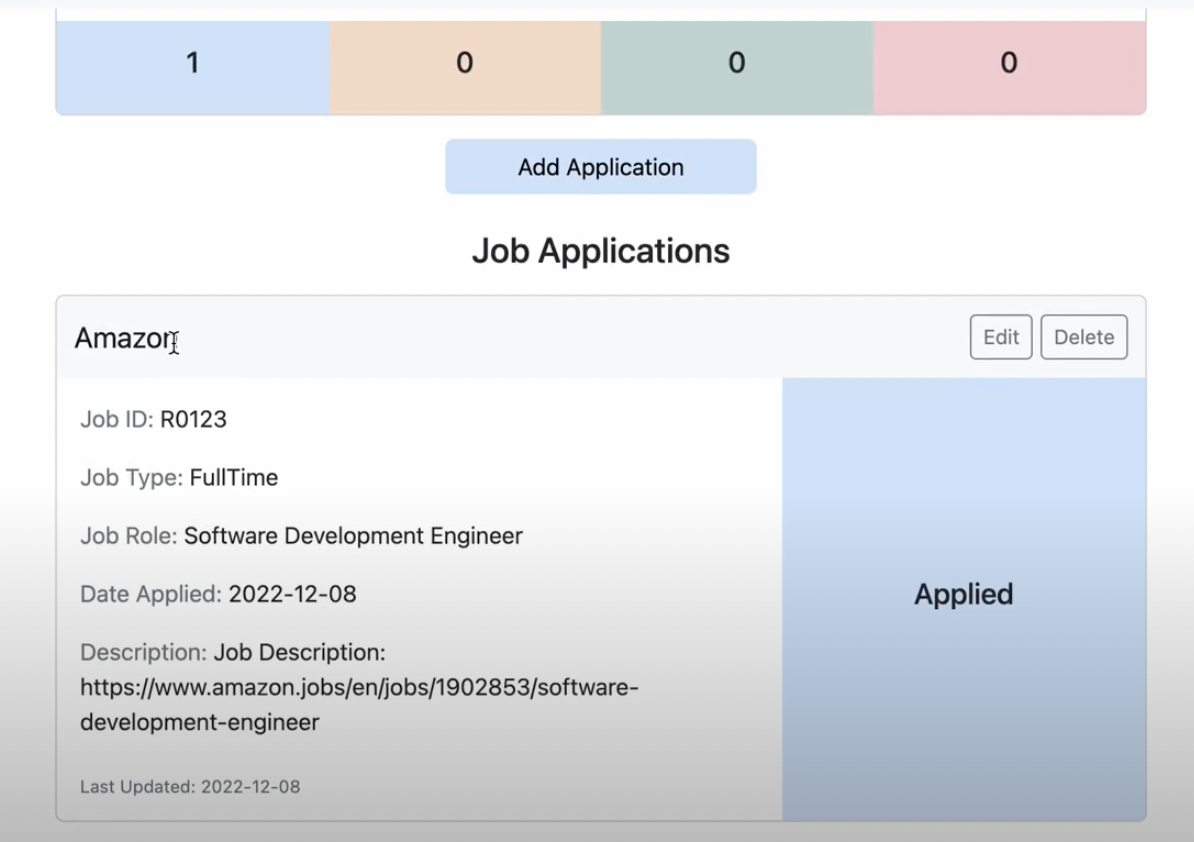 1 0 0 0
Add Application
Job Applications
Amazon Edit Delete
Job ID: R0123
Job Type: FullTime
Job Role: Software Development Engineer
Date Applied: 2022-12-08
Applied
Description: Job Description:
https://www.amazon.jobs/en/jobs/1902853/software-
development-engineer
Last Updated: 2022-12-08